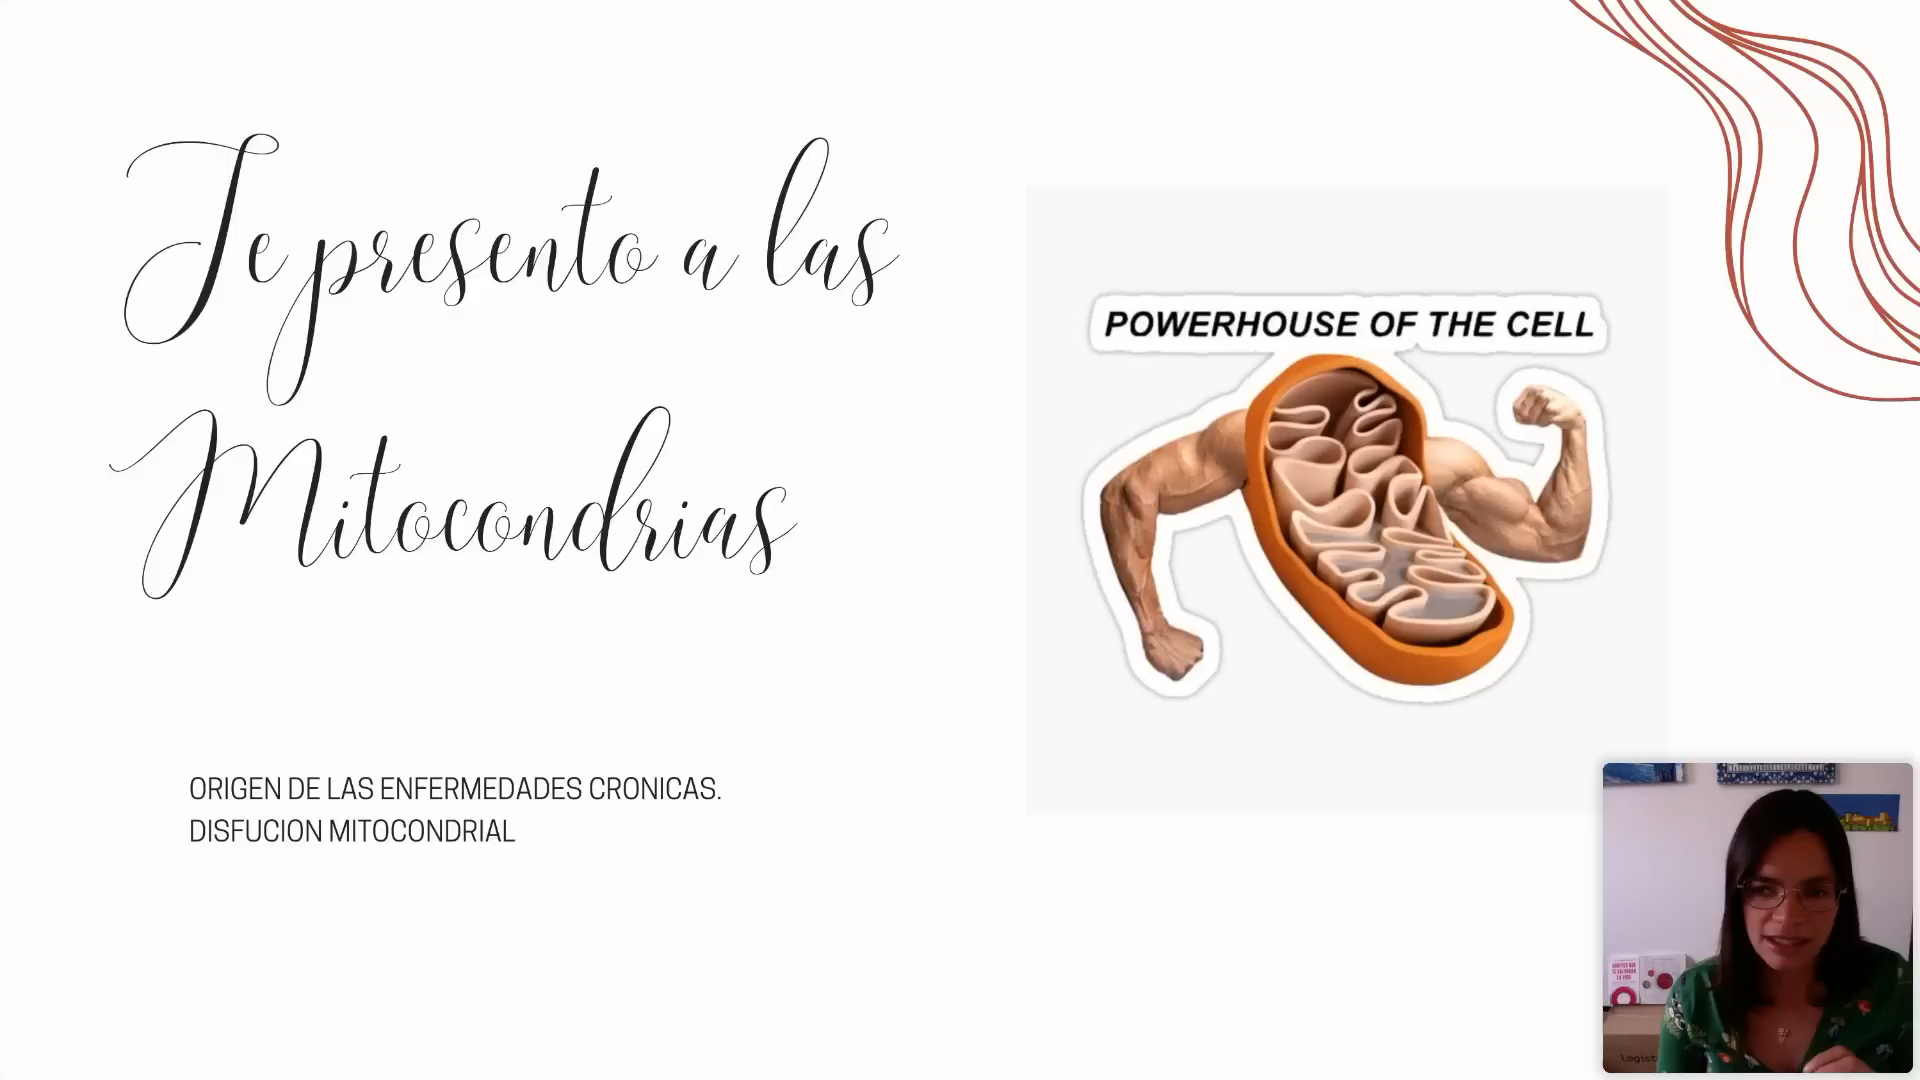 Te presento a las
Mitocondrias
POWERHOUSE OF THE CELL
ORIGEN DE LAS ENFERMEDADES CRONICAS.
DISFUCION MITOCONDRIAL